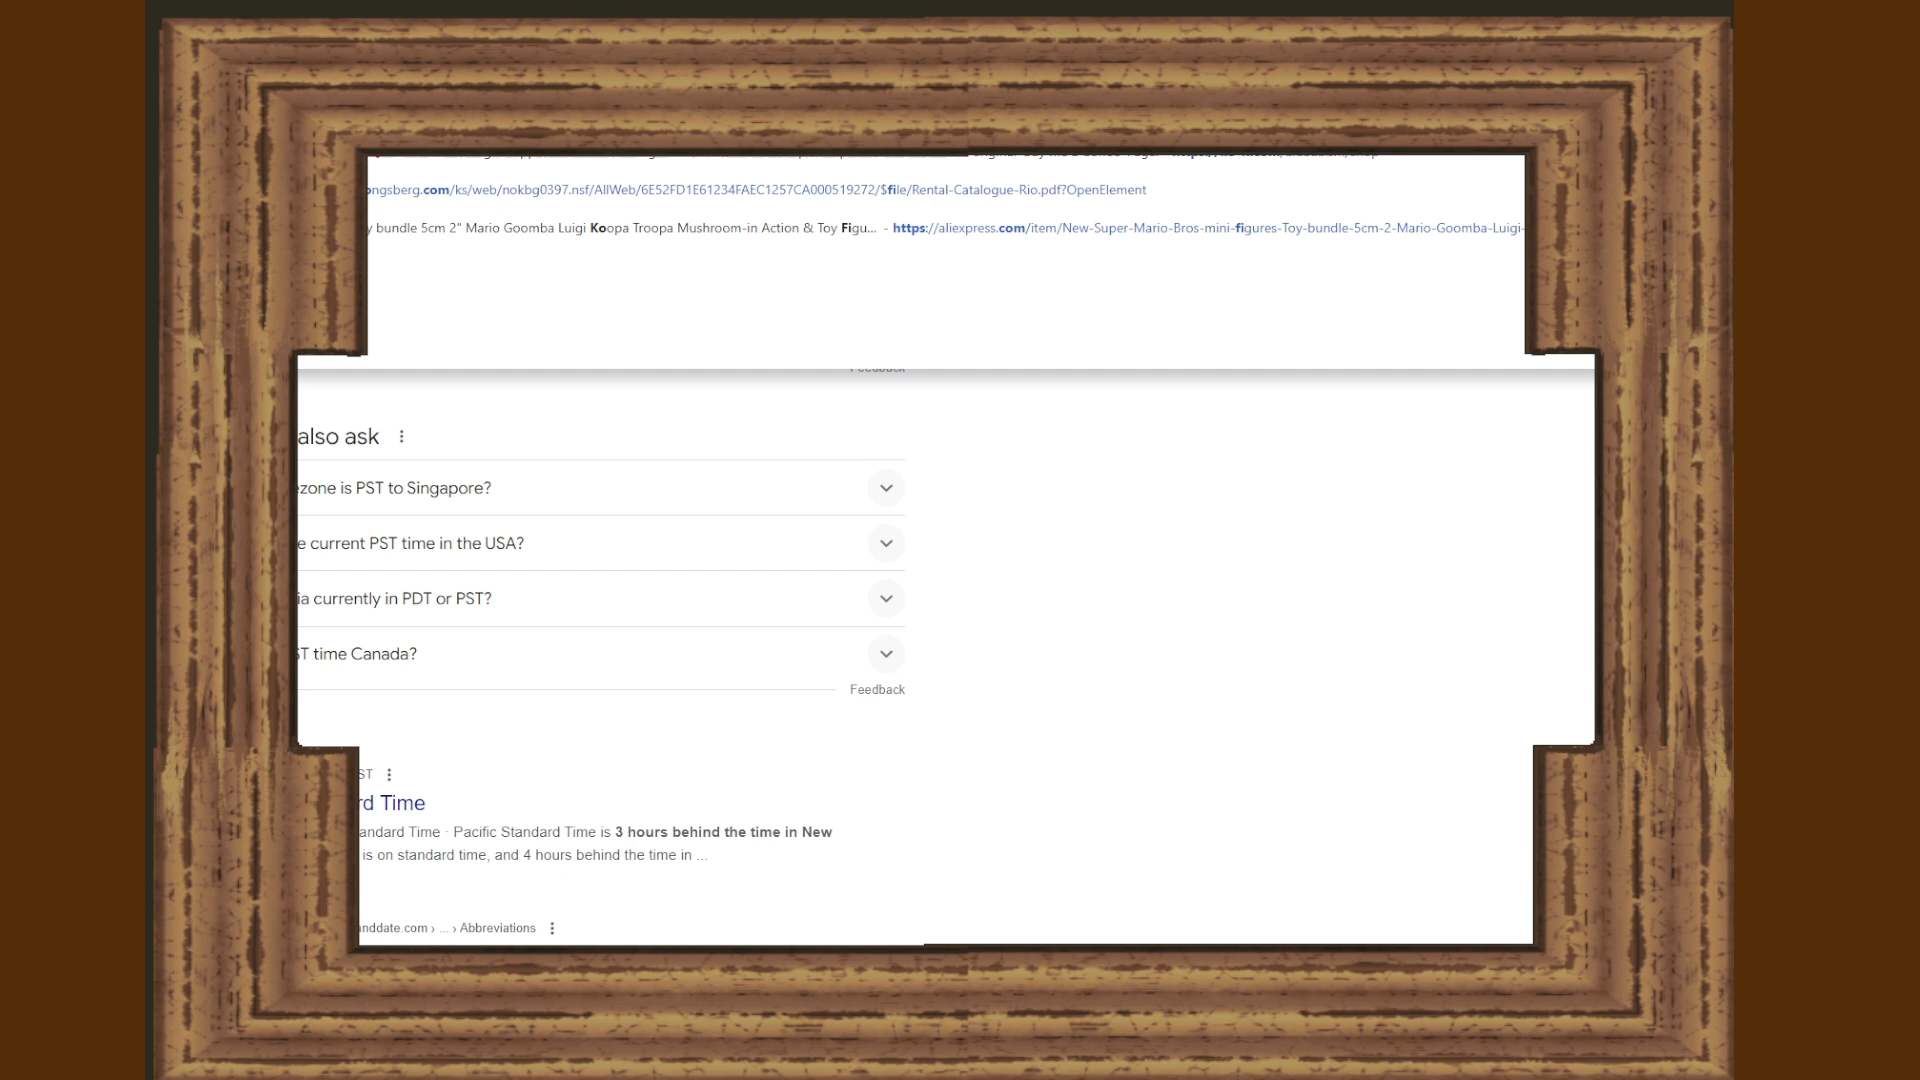 ongsberg.com/ks/web/nokbg0397.nsf/AllWeb/6E52FD1E61234FAEC1257CA000519272/$file/Rental-Catalogue-Rio.pdf?OpenElement
y bundle 5cm 2" Mario Goomba Luigi Koopa Troopa Mushroom-in Action & Toy Figu... - https://aliexpress.com/item/New-Super-Mario-Bros-mini-figures-Toy-bundle-5cm-2-Mario-Goomba-Luigi-
Feedback
also ask
ezone is PST to Singapore?
e current PST time in the USA?
ia currently in PDT or PST?
ST time Canada?
Feedback
ST
rd Time
andard Time · Pacific Standard Time is 3 hours behind the time in New
is on standard time, and 4 hours behind the time in ...
nddate.com › ... › Abbreviations